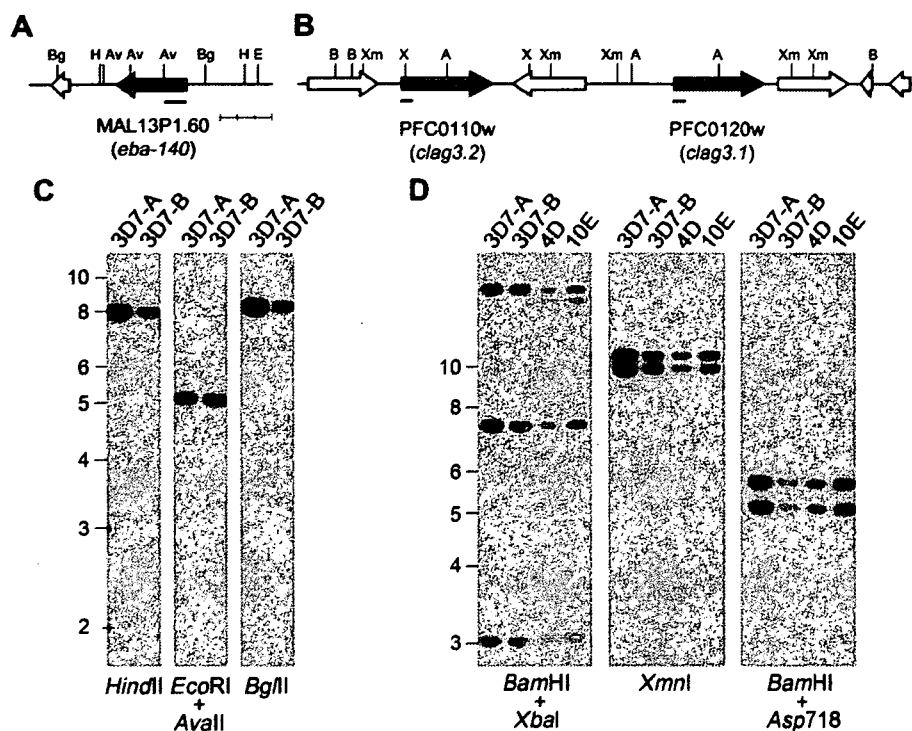 A
B
Bg H Av Av Av Bg H E
B B Xm X A X Xm Xm A A Xm Xm B
MAL13P1.60
(eba-140)
PFC0110w
(clag3.2)
PFC0120w
(clag3.1)
C
3D7-A 3D7-B 3D7-A 3D7-B 3D7-A 3D7-B
10
8
6
5
4
3
2
HindII
EcoRI
+
AvaII
BglII
D
3D7-A 3D7-B 4D 10E 3D7-A 3D7-B 4D 10E 3D7-A 3D7-B 4D 10E
10
8
6
5
4
3
BamHI
+
XbaI
XmnI
BamHI
+
Asp718